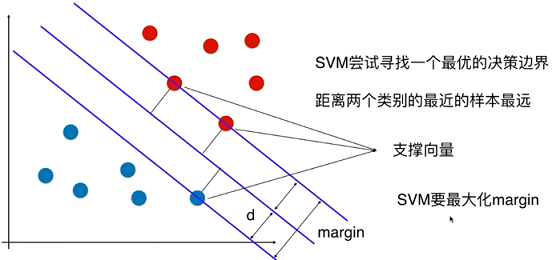 SVM尝试寻找一个最优的决策边界
距离两个类别的最近的样本最远
支撑向量
SVM要最大化margin
d
margin